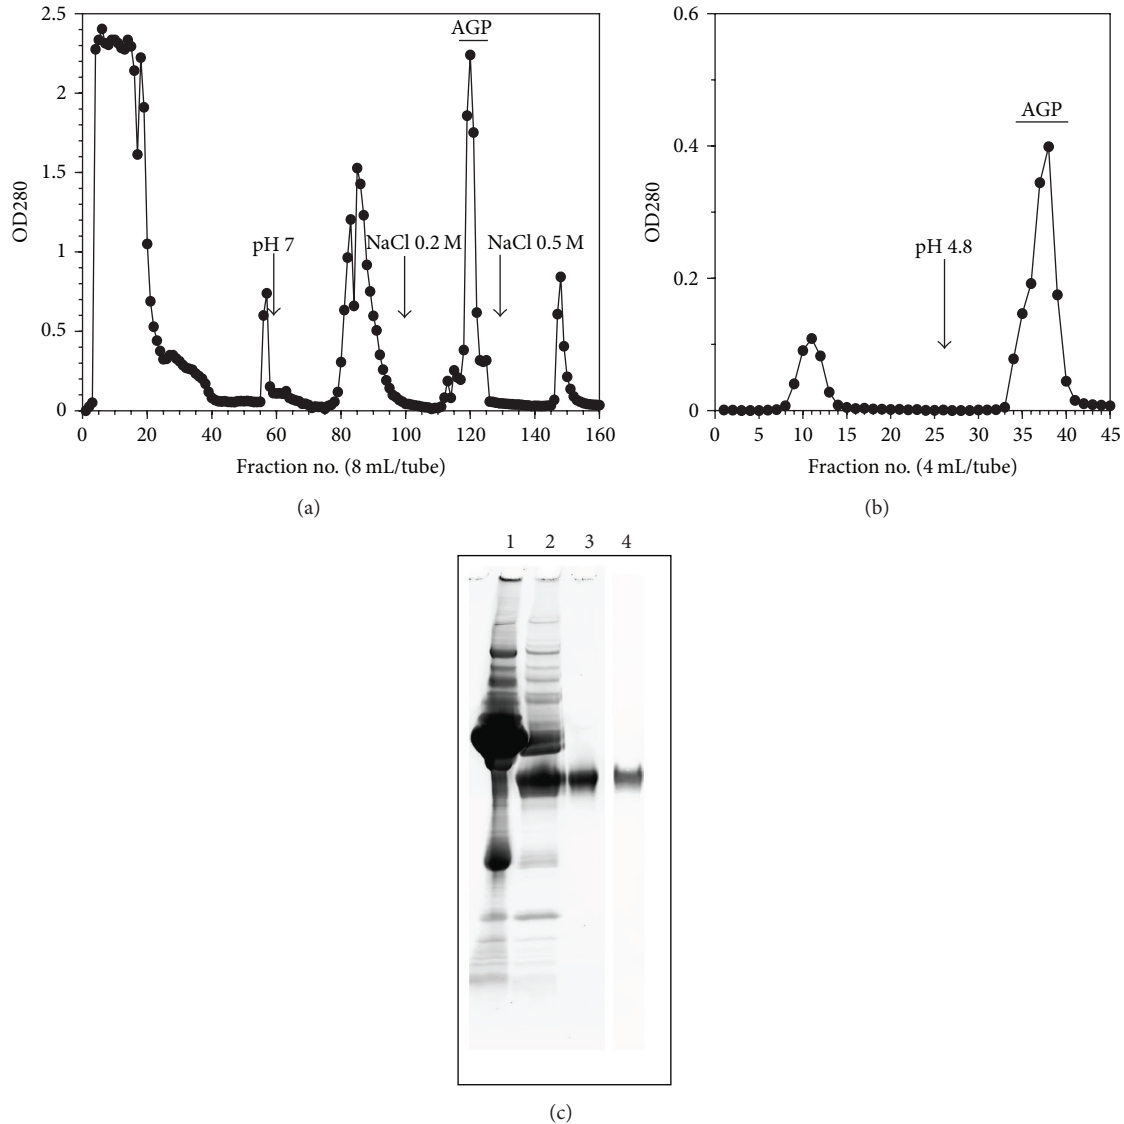 2.5
2
1.5
1
0.5
0
OD280
AGP
pH 7
NaCl 0.2 M
NaCl 0.5 M
0 20 40 60 80 100 120 140 160
Fraction no. (8 mL/tube)
(a)
0.6
0.4
0.2
0
OD280
AGP
pH 4.8
0 5 10 15 20 25 30 35 40 45
Fraction no. (4 mL/tube)
(b)
1 2 3 4
(c)